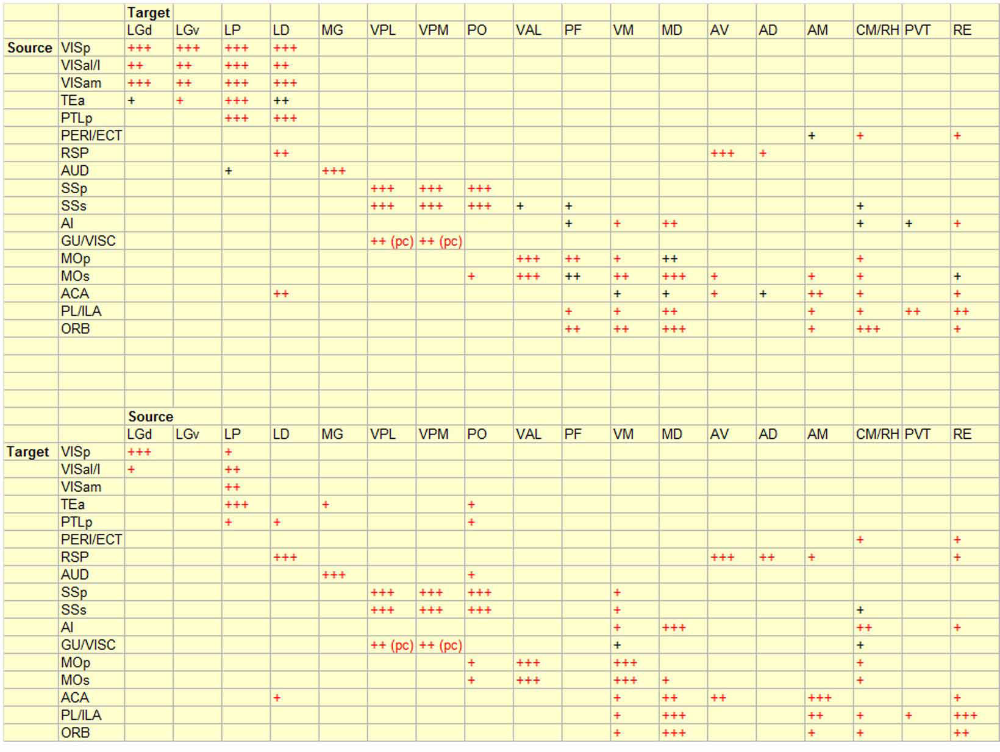 Target
LGd LGv LP LD MG VPL VPM PO VAL PF VM MD AV AD AM CM/RH PVT RE
Source VISp +++ +++ +++ +++
VISal/l ++ ++ +++ ++
VISam +++ ++ +++ +++
TEa + + +++ ++
PTLp +++ +++
PERI/ECT + + +
RSP ++ +++ +
AUD + +++
SSp +++ +++ +++
SSs +++ +++ +++ + + +
AI + + ++ + + +
GU/VISC ++ (pc) ++ (pc)
MOp +++ ++ + ++ +
MOs + +++ ++ ++ +++ + + + +
ACA ++ + + + + ++ + +
PL/ILA + + ++ + + ++ ++
ORB ++ ++ +++ + +++ +
Source
LGd LGv LP LD MG VPL VPM PO VAL PF VM MD AV AD AM CM/RH PVT RE
Target VISp +++ +
VISal/l + ++
VISam ++
TEa +++ + +
PTLp + + +
PERI/ECT + +
RSP +++ +++ ++ + +
AUD +++ +
SSp +++ +++ +++ +
SSs +++ +++ +++ + +
AI + +++ ++ +
GU/VISC ++ (pc) ++ (pc) + +
MOp + +++ +++ +
MOs + +++ +++ + +
ACA + + ++ ++ +++ +
PL/ILA + +++ ++ + + +++
ORB + +++ + + ++